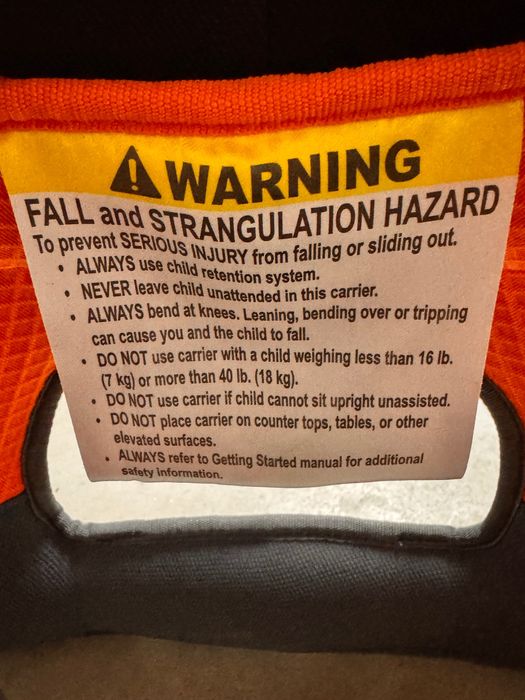 ⚠ WARNING
FALL and STRANGULATION HAZARD
To prevent SERIOUS INJURY from falling or sliding out.
• ALWAYS use child retention system.
• NEVER leave child unattended in this carrier.
• ALWAYS bend at knees. Leaning, bending over or tripping
can cause you and the child to fall.
• DO NOT use carrier with a child weighing less than 16 lb.
(7 kg) or more than 40 lb. (18 kg).
• DO NOT use carrier if child cannot sit upright unassisted.
• DO NOT place carrier on counter tops, tables, or other
elevated surfaces.
• ALWAYS refer to Getting Started manual for additional
safety information.